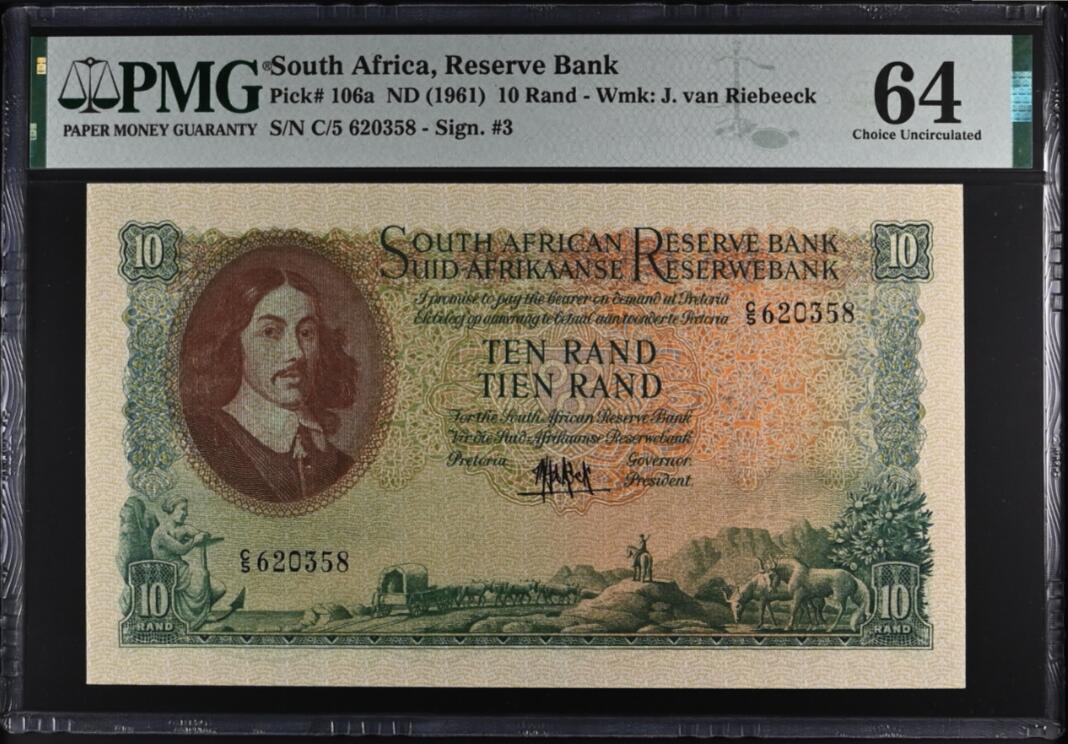 PMG® South Africa, Reserve Bank
Pick# 106a ND (1961) 10 Rand - Wmk: J. van Riebeeck
PAPER MONEY GUARANTY S/N C/5 620358 - Sign. #3
64
Choice Uncirculated
10 10
SOUTH AFRICAN RESERVE BANK
SUID-AFRIKAANSE RESERWEBANK
I promise to pay the bearer on demand at Pretoria
Ek beloof op aanvrag te betaal aan toonder te Pretoria
C/5 620358
TEN RAND
TIEN RAND
For the South African Reserve Bank
Vir die Suid-Afrikaanse Reserwebank
Pretoria Governor.
President.
C/5 620358
10 RAND
10 RAND